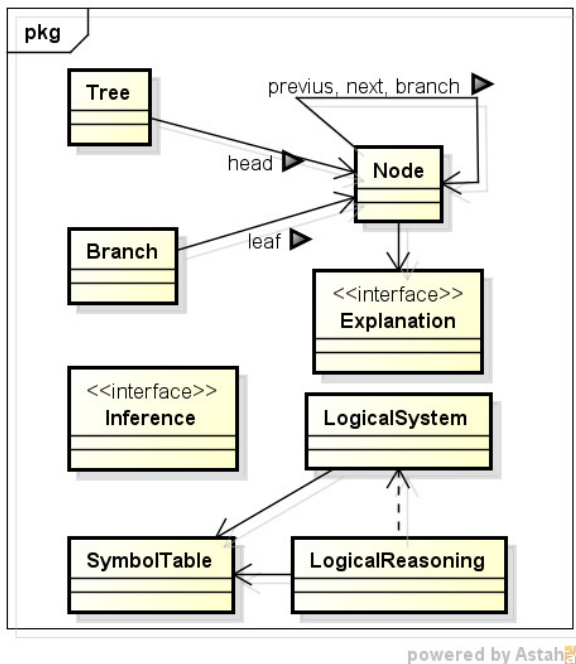 pkg
Tree
previus, next, branch
head
Node
Branch
leaf
<<interface>>
Explanation
<<interface>>
Inference
LogicalSystem
SymbolTable
LogicalReasoning
powered by Astah